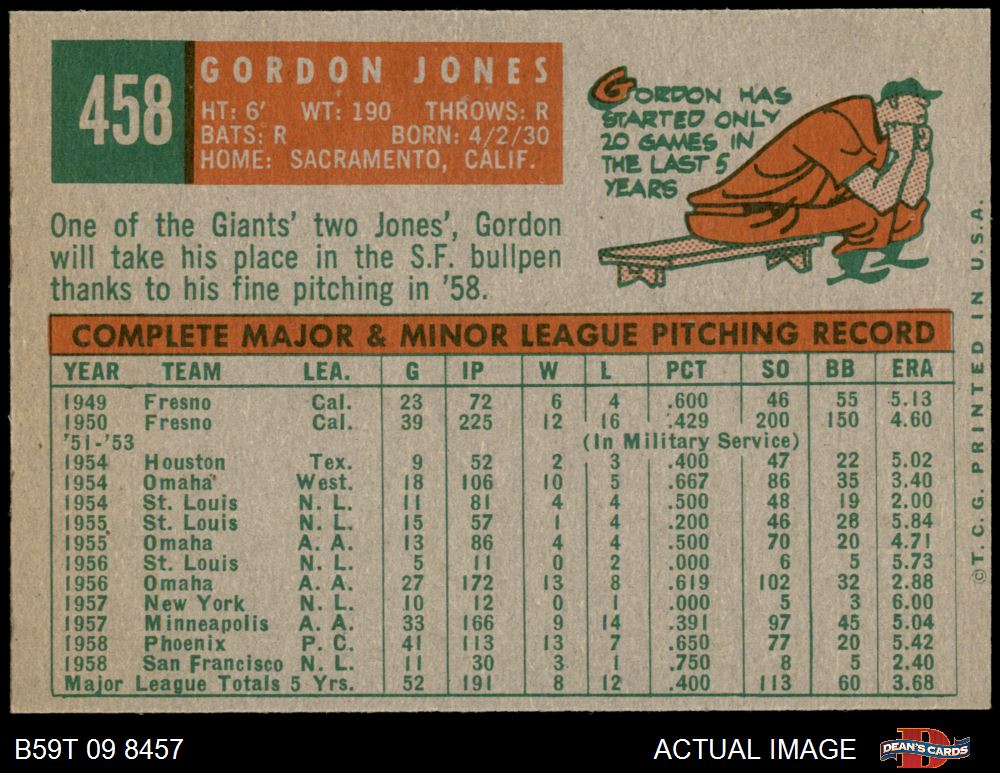 458
GORDON JONES
HT: 6' WT: 190 THROWS: R
BATS: R BORN: 4/2/30
HOME: SACRAMENTO, CALIF.
GORDON HAS
STARTED ONLY
20 GAMES IN
THE LAST 5
YEARS
One of the Giants' two Jones', Gordon
will take his place in the S.F. bullpen
thanks to his fine pitching in '58.
COMPLETE MAJOR & MINOR LEAGUE PITCHING RECORD
YEAR TEAM LEA. G IP W L PCT SO BB ERA
1949 Fresno Cal. 23 72 6 4 .600 46 55 5.13
1950 Fresno Cal. 39 225 12 16 .429 200 150 4.60
'51-'53 (In Military Service)
1954 Houston Tex. 9 52 2 3 .400 47 22 5.02
1954 Omaha West. 18 106 10 5 .667 86 35 3.40
1954 St. Louis N. L. 11 81 4 4 .500 48 19 2.00
1955 St. Louis N. L. 15 57 1 4 .200 46 28 5.84
1955 Omaha A. A. 13 86 4 4 .500 70 20 4.71
1956 St. Louis N. L. 5 11 0 2 .000 6 5 5.73
1956 Omaha A. A. 27 172 13 8 .619 102 32 2.88
1957 New York N. L. 10 12 0 1 .000 5 3 6.00
1957 Minneapolis A. A. 33 166 9 14 .391 97 45 5.04
1958 Phoenix P. C. 41 113 13 7 .650 77 20 5.42
1958 San Francisco N. L. 11 30 3 1 .750 8 5 2.40
Major League Totals 5 Yrs. 52 191 8 12 .400 113 60 3.68
©T.C.G. PRINTED IN U.S.A.
B59T 09 8457
ACTUAL IMAGE
DEAN'S CARDS